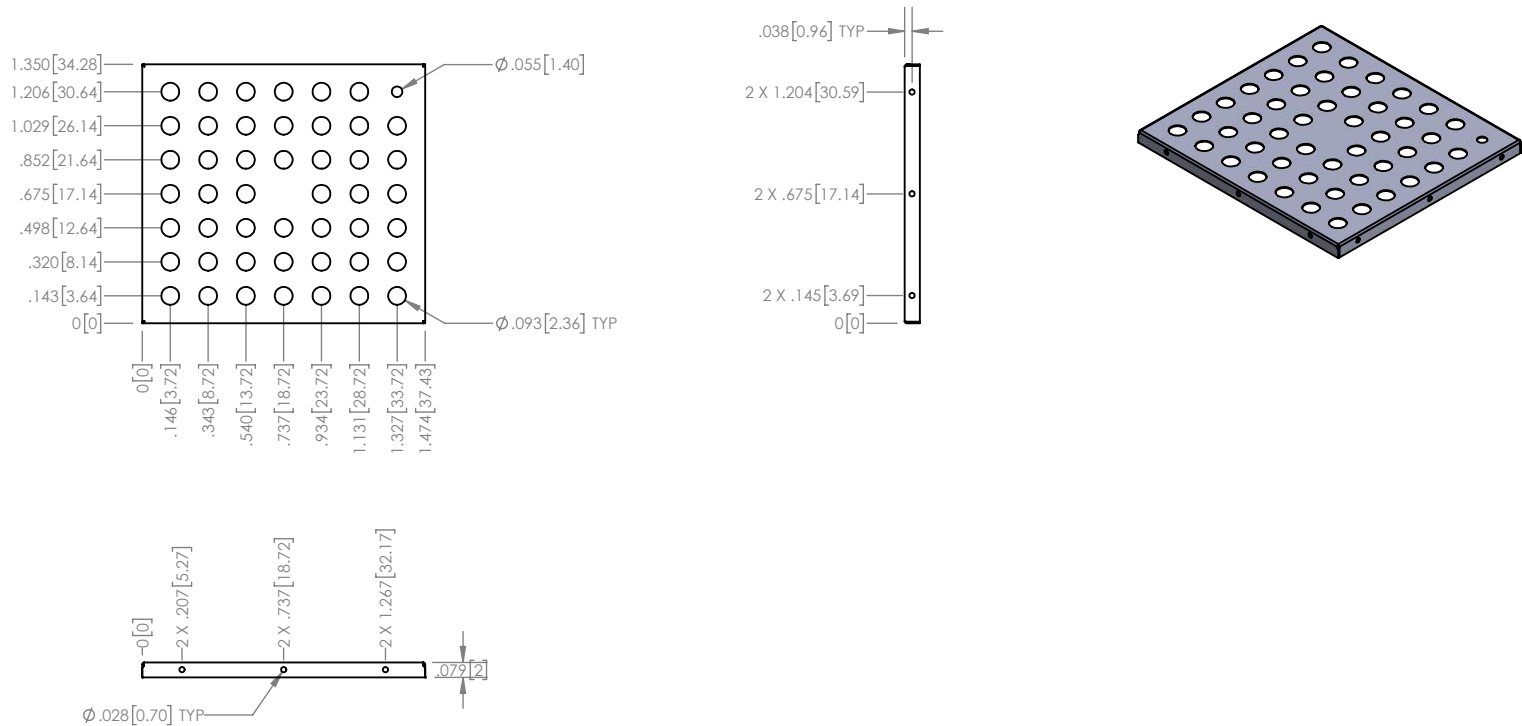 1.350[34.28]
1.206[30.64]
1.029[26.14]
.852[21.64]
.675[17.14]
.498[12.64]
.320[8.14]
.143[3.64]
0[0]
Ø.055[1.40]
Ø.093[2.36] TYP
0[0]
.146[3.72]
.343[8.72]
.540[13.72]
.737[18.72]
.934[23.72]
1.131[28.72]
1.327[33.72]
1.474[37.43]
.038[0.96] TYP
2 X 1.204[30.59]
2 X .675[17.14]
2 X .145[3.69]
0[0]
0[0]
2 X .207[5.27]
2 X .737[18.72]
2 X 1.267[32.17]
.079[2]
Ø.028[0.70] TYP